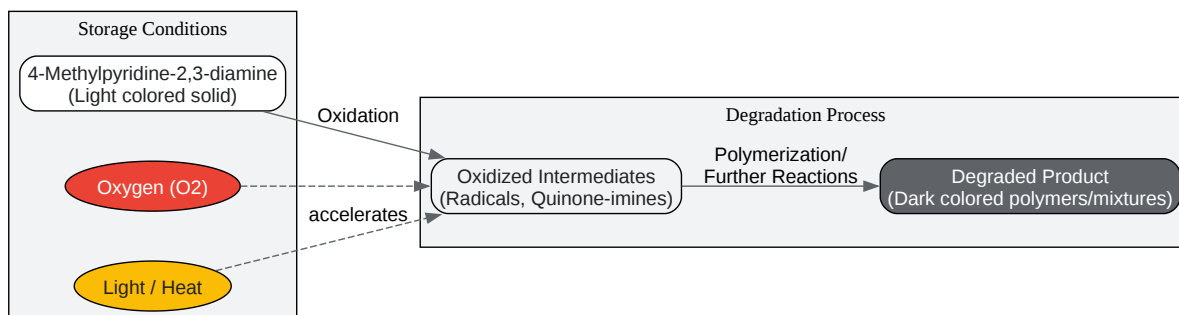 Storage Conditions
4-Methylpyridine-2,3-diamine
(Light colored solid)
Oxidation
Oxygen (O2)
accelerates
Light / Heat
Degradation Process
Oxidized Intermediates
(Radicals, Quinone-imines)
Polymerization/
Further Reactions
Degraded Product
(Dark colored polymers/mixtures)